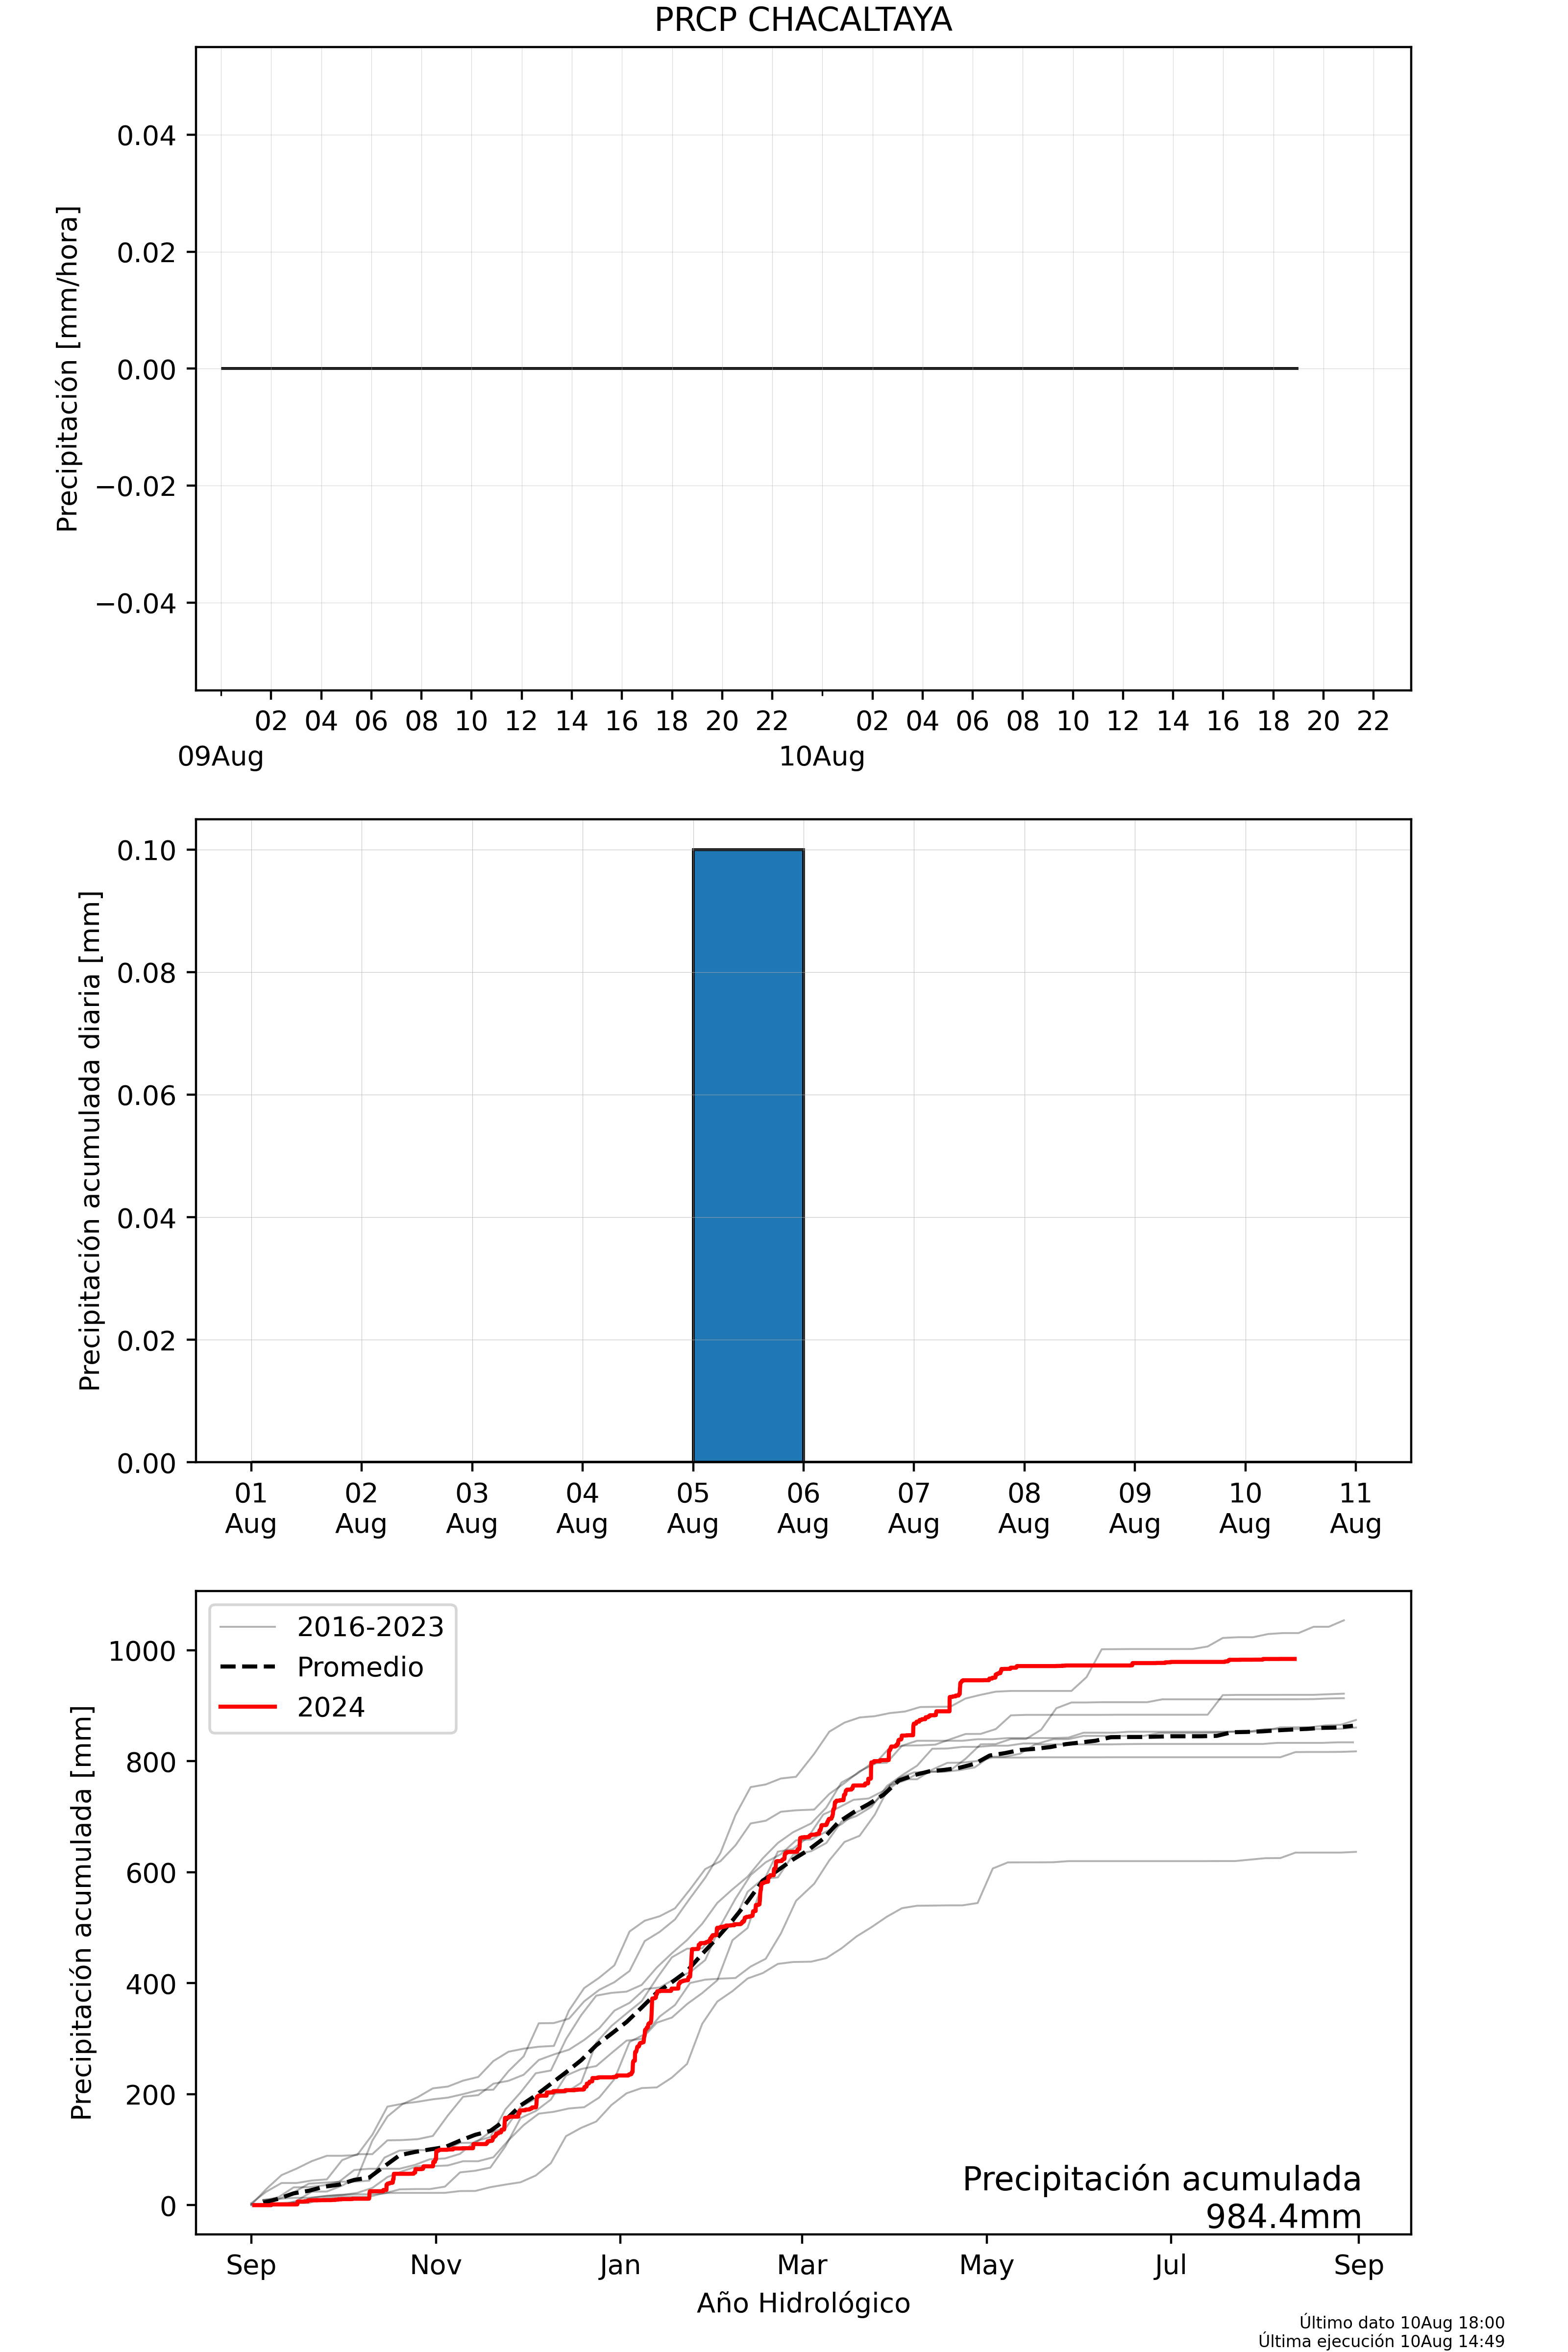 PRCP CHACALTAYA
Precipitación [mm/hora]
0.04
0.02
0.00
−0.02
−0.04
02 04 06 08 10 12 14 16 18 20 22 02 04 06 08 10 12 14 16 18 20 22
09Aug 10Aug
Precipitación acumulada diaria [mm]
0.10
0.08
0.06
0.04
0.02
0.00
01 02 03 04 05 06 07 08 09 10 11
Aug Aug Aug Aug Aug Aug Aug Aug Aug Aug Aug
Precipitación acumulada [mm]
1000
800
600
400
200
0
2016-2023
Promedio
2024
Precipitación acumulada
984.4mm
Sep Nov Jan Mar May Jul Sep
Año Hidrológico
Último dato 10Aug 18:00
Última ejecución 10Aug 14:49